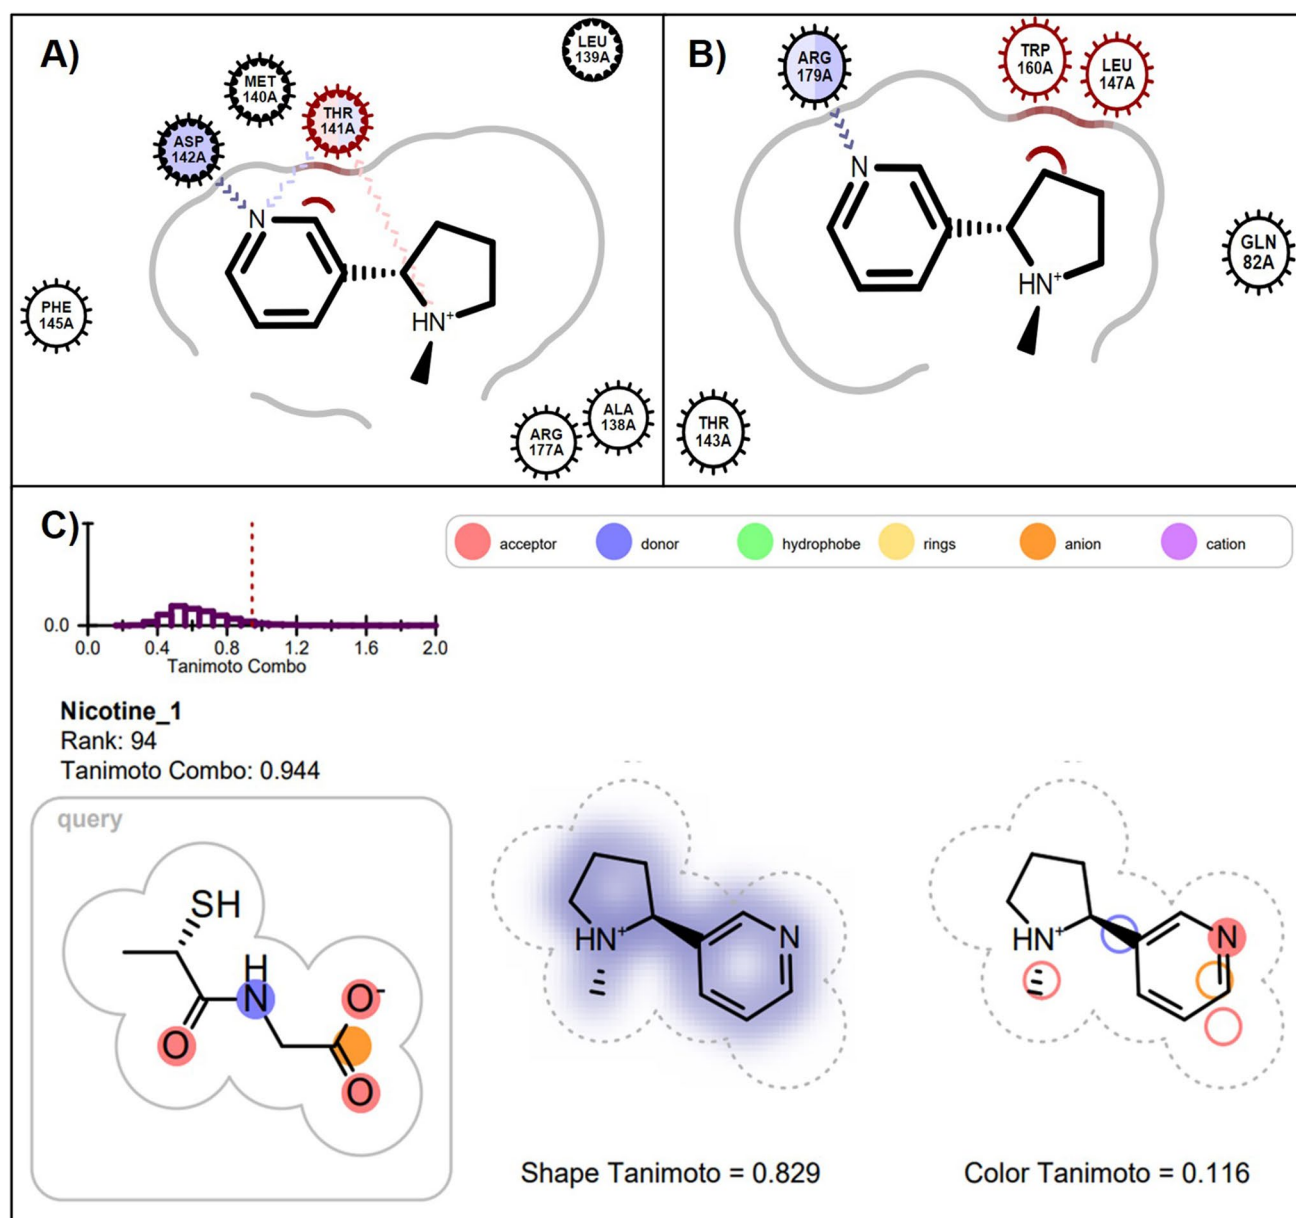 A)
LEU
139A
MET
140A
THR
141A
ASP
142A
N
PHE
145A
HN+
ALA
138A
ARG
177A
B)
ARG
179A
TRP
160A
LEU
147A
N
GLN
82A
HN+
THR
143A
C)
acceptor donor hydrophobe rings anion cation
0.0
0.0 0.4 0.8 1.2 1.6 2.0
Tanimoto Combo
Nicotine_1
Rank: 94
Tanimoto Combo: 0.944
query
SH
H
N
O-
O
O
HN+
N
HN+
N
Shape Tanimoto = 0.829
Color Tanimoto = 0.116